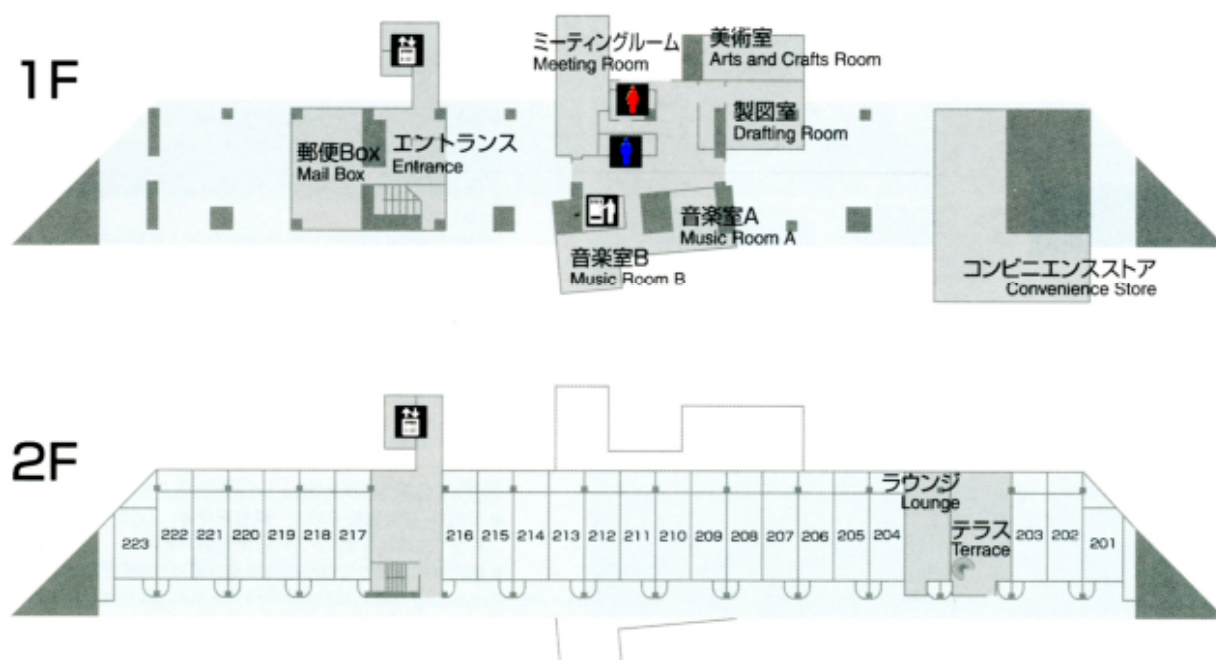 1F
ミーティングルーム
Meeting Room
美術室
Arts and Crafts Room
製図室
Drafting Room
郵便Box
Mail Box
エントランス
Entrance
音楽室A
Music Room A
音楽室B
Music Room B
コンビニエンスストア
Convenience Store
2F
ラウンジ
Lounge
テラス
Terrace
223 222 221 220 219 218 217 216 215 214 213 212 211 210 209 208 207 206 205 204 203 202 201